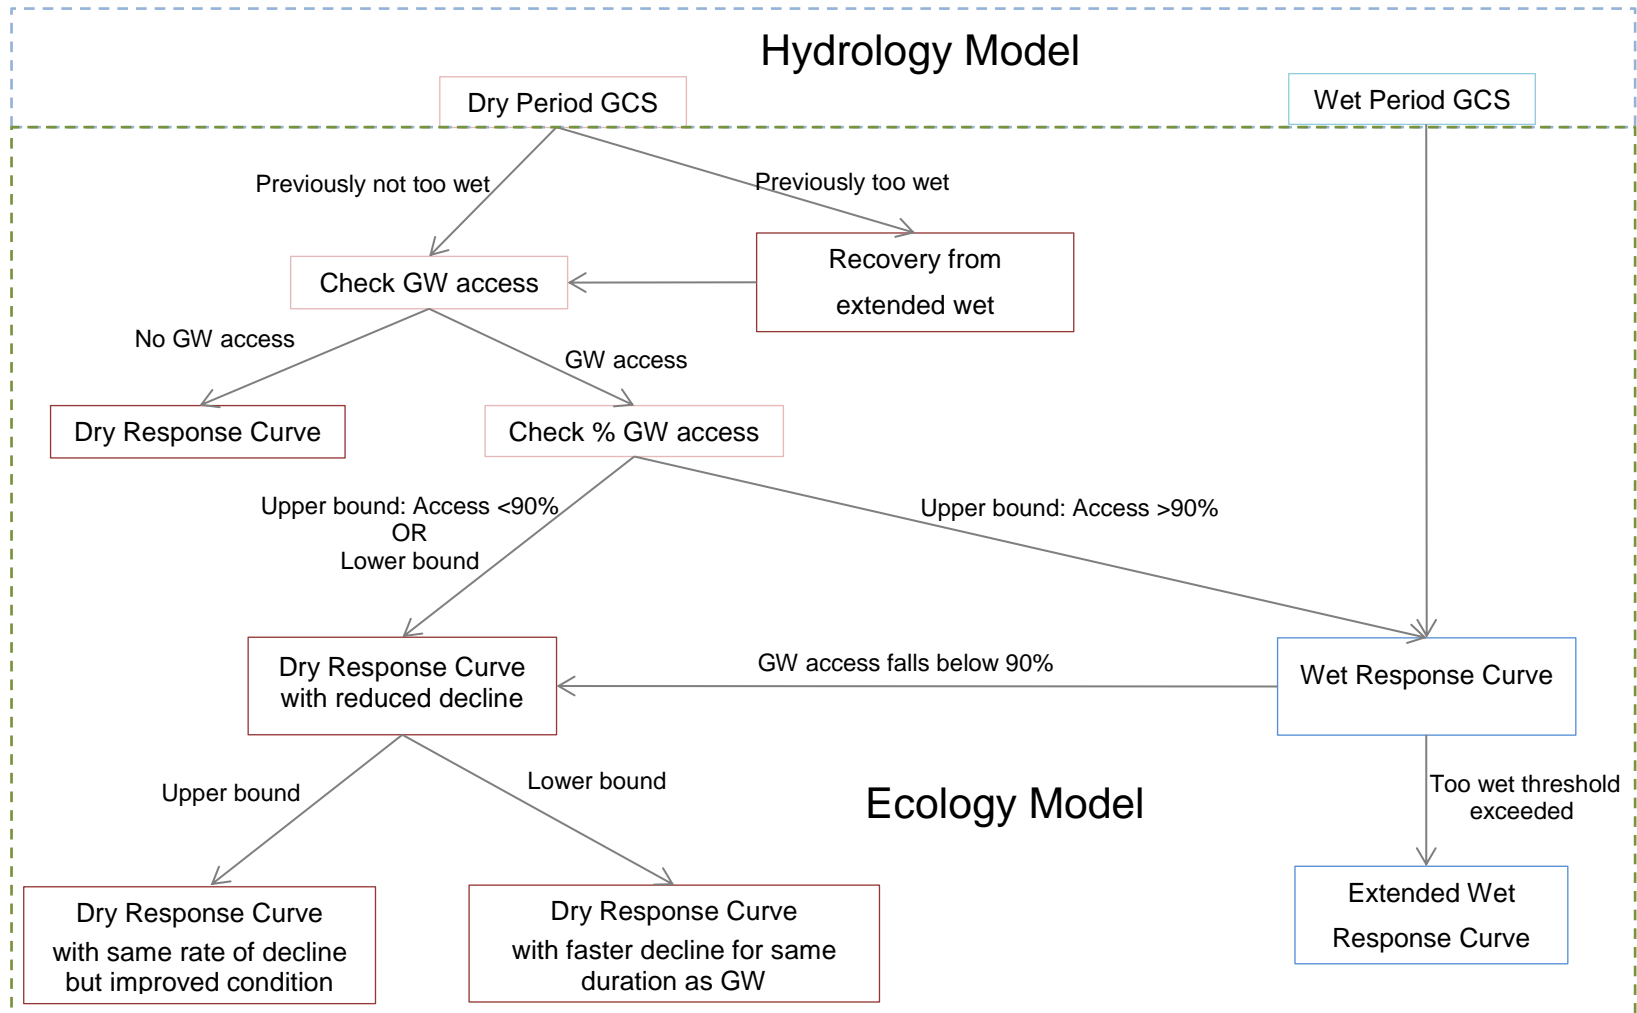 Hydrology Model
Dry Period GCS
Wet Period GCS
Previously not too wet
Previously too wet
Check GW access
Recovery from
extended wet
No GW access
GW access
Dry Response Curve
Check % GW access
Upper bound: Access <90%
OR
Lower bound
Upper bound: Access >90%
Dry Response Curve
with reduced decline
GW access falls below 90%
Wet Response Curve
Upper bound
Lower bound
Ecology Model
Too wet threshold
exceeded
Dry Response Curve
with same rate of decline
but improved condition
Dry Response Curve
with faster decline for same
duration as GW
Extended Wet
Response Curve